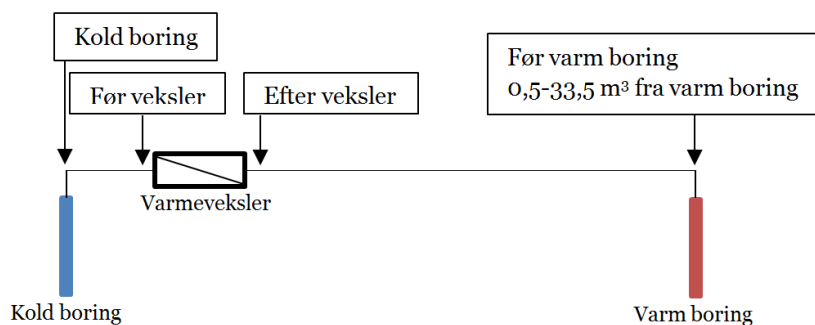 Kold boring
Før veksler
Efter veksler
Før varm boring
0,5-33,5 m³ fra varm boring
Varmeveksler
Kold boring
Varm boring